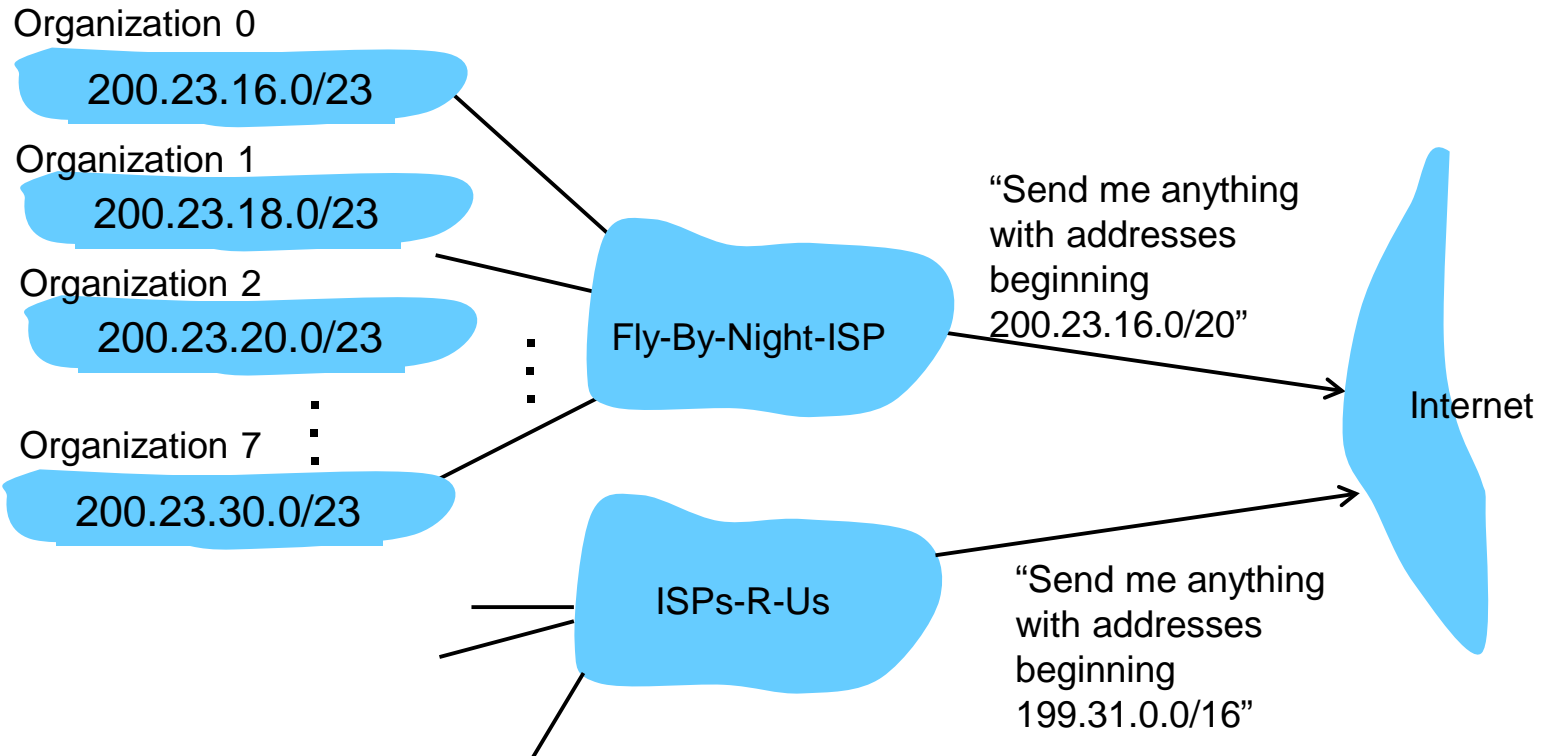 Organization 0
200.23.16.0/23
Organization 1
200.23.18.0/23
Organization 2
200.23.20.0/23
Organization 7
200.23.30.0/23
Fly-By-Night-ISP
“Send me anything
with addresses
beginning
200.23.16.0/20”
Internet
ISPs-R-Us
“Send me anything
with addresses
beginning
199.31.0.0/16”